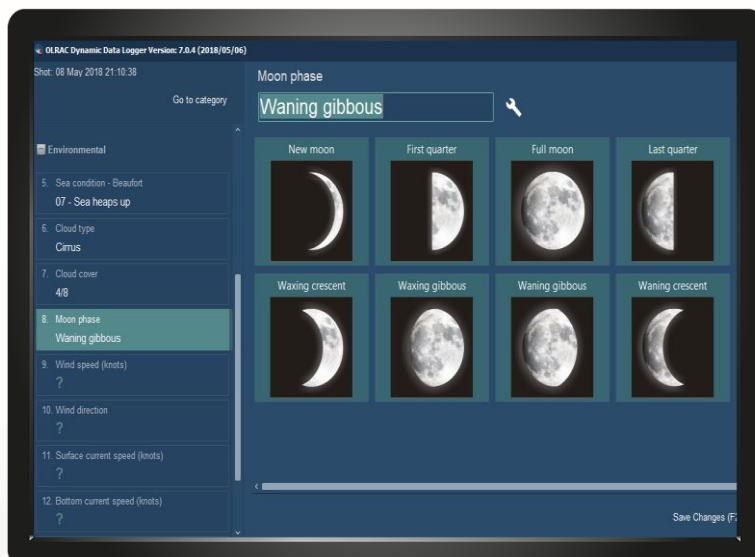 OLRAC Dynamic Data Logger Version: 7.0.4 (2018/05/06)
Shot: 08 May 2018 21:10:38
Go to category
Environmental
5. Sea condition - Beaufort
07 - Sea heaps up
6. Cloud type
Cirrus
7. Cloud cover
4/8
8. Moon phase
Waning gibbous
9. Wind speed (knots)
?
10. Wind direction
?
11. Surface current speed (knots)
?
12. Bottom current speed (knots)
?
Moon phase
Waning gibbous
New moon
First quarter
Full moon
Last quarter
Waxing crescent
Waxing gibbous
Waning gibbous
Waning crescent
Save Changes (F2